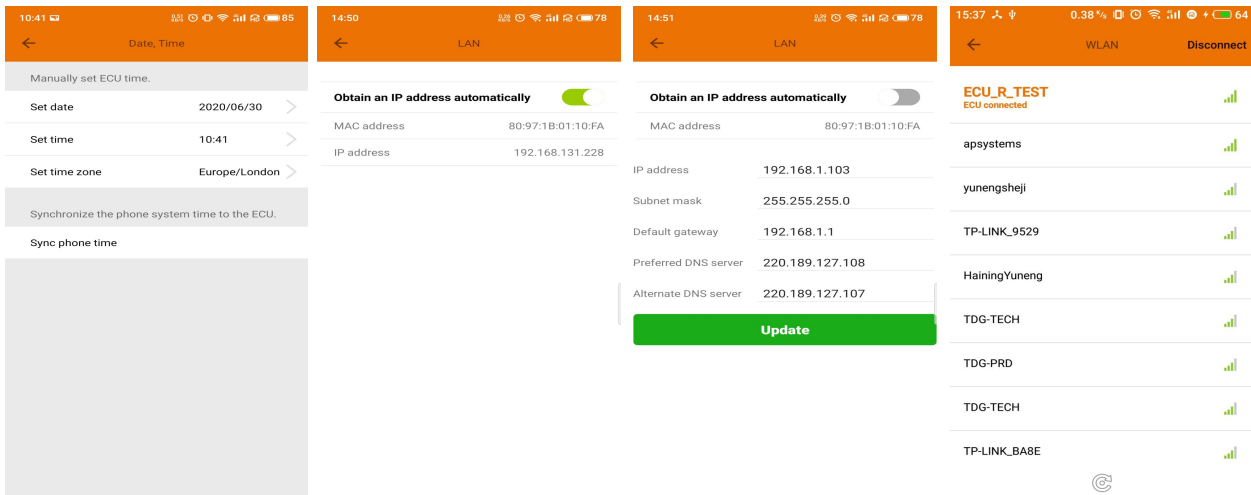 10:41 85
Date, Time
Manually set ECU time.
Set date 2020/06/30
Set time 10:41
Set time zone Europe/London
Synchronize the phone system time to the ECU.
Sync phone time
14:50 78
LAN
Obtain an IP address automatically
MAC address 80:97:1B:01:10:FA
IP address 192.168.131.228
14:51 78
LAN
Obtain an IP address automatically
MAC address 80:97:1B:01:10:FA
IP address 192.168.1.103
Subnet mask 255.255.255.0
Default gateway 192.168.1.1
Preferred DNS server 220.189.127.108
Alternate DNS server 220.189.127.107
Update
15:37 0.38 K/s 64
WLAN Disconnect
ECU_R_TEST
ECU connected
apsystems
yunengsheji
TP-LINK_9529
HainingYuneng
TDG-TECH
TDG-PRD
TDG-TECH
TP-LINK_BA8E